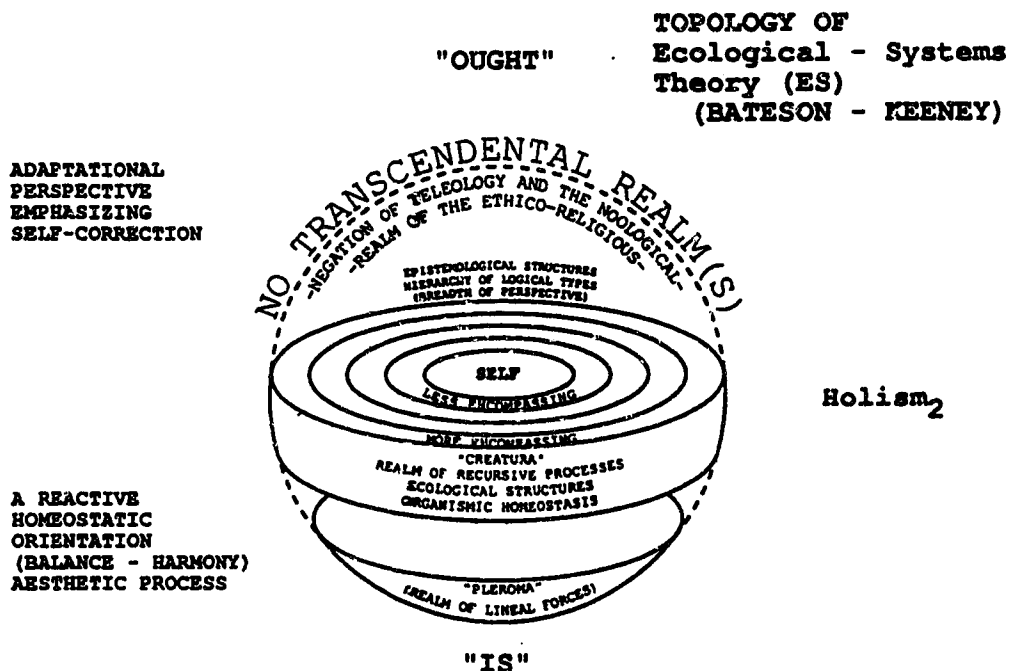 "OUGHT"
TOPOLOGY OF
Ecological - Systems
Theory (ES)
(BATESON - KEENEY)
ADAPTATIONAL
PERSPECTIVE
EMPHASIZING
SELF-CORRECTION
NO TRANSCENDENTAL REALM(S)
-NEGATION OF TELEOLOGY AND THE NOOLOGICAL-
-REALM OF THE ETHICO-RELIGIOUS-
EPISTEMOLOGICAL STRUCTURES
HIERARCHY OF LOGICAL TYPES
(BREADTH OF PERSPECTIVE)
SELF
LESS ENCOMPASSING
MORE ENCOMPASSING
"CREATURA"
REALM OF RECURSIVE PROCESSES
ECOLOGICAL STRUCTURES
ORGANISMIC HOMEOSTASIS
Holism2
A REACTIVE
HOMEOSTATIC
ORIENTATION
(BALANCE - HARMONY)
AESTHETIC PROCESS
"PLEROMA"
(REALM OF LINEAL FORCES)
"IS"